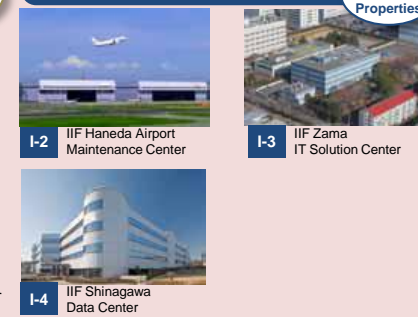 Properties
I-2
IIF Haneda Airport
Maintenance Center
I-3
IIF Zama
IT Solution Center
I-4
IIF Shinagawa
Data Center